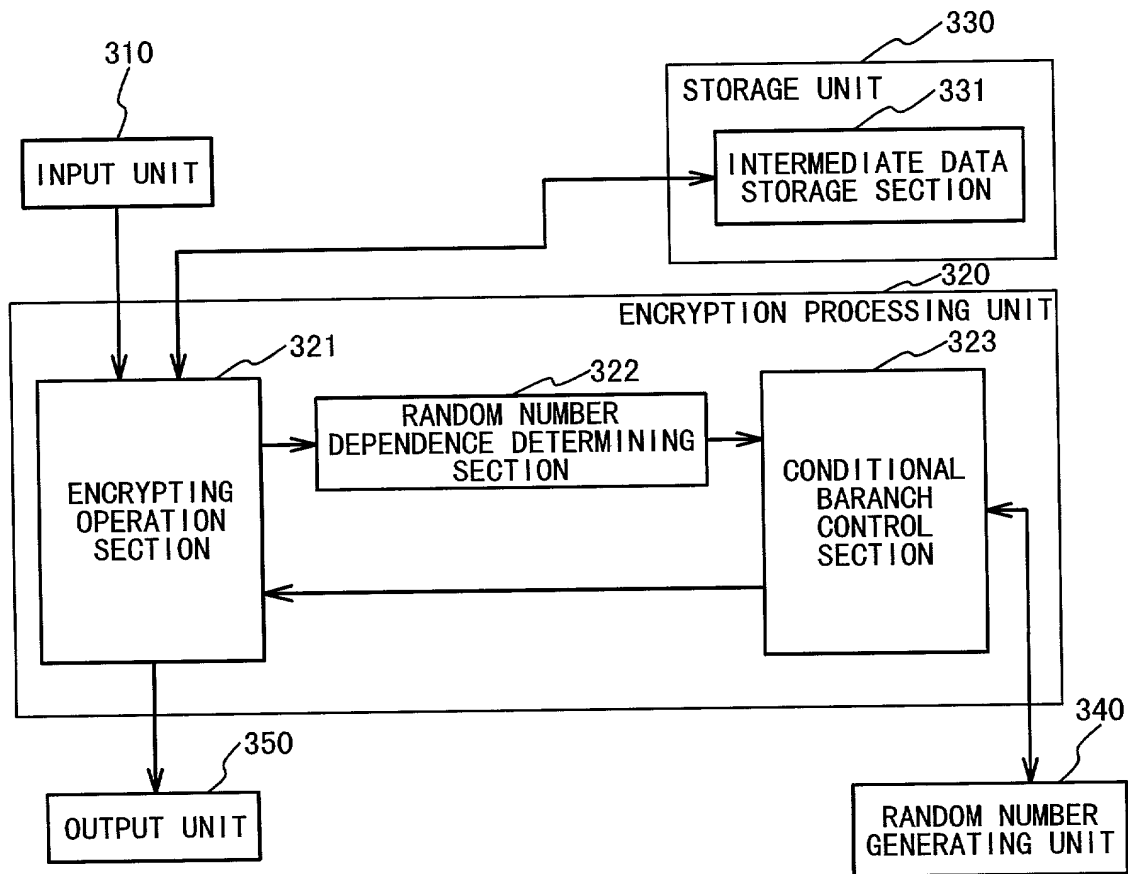 310
INPUT UNIT
330
STORAGE UNIT
331
INTERMEDIATE DATA
STORAGE SECTION
320
ENCRYPTION PROCESSING UNIT
321
ENCRYPTING
OPERATION
SECTION
322
RANDOM NUMBER
DEPENDENCE DETERMINING
SECTION
323
CONDITIONAL
BARANCH
CONTROL
SECTION
350
OUTPUT UNIT
340
RANDOM NUMBER
GENERATING UNIT